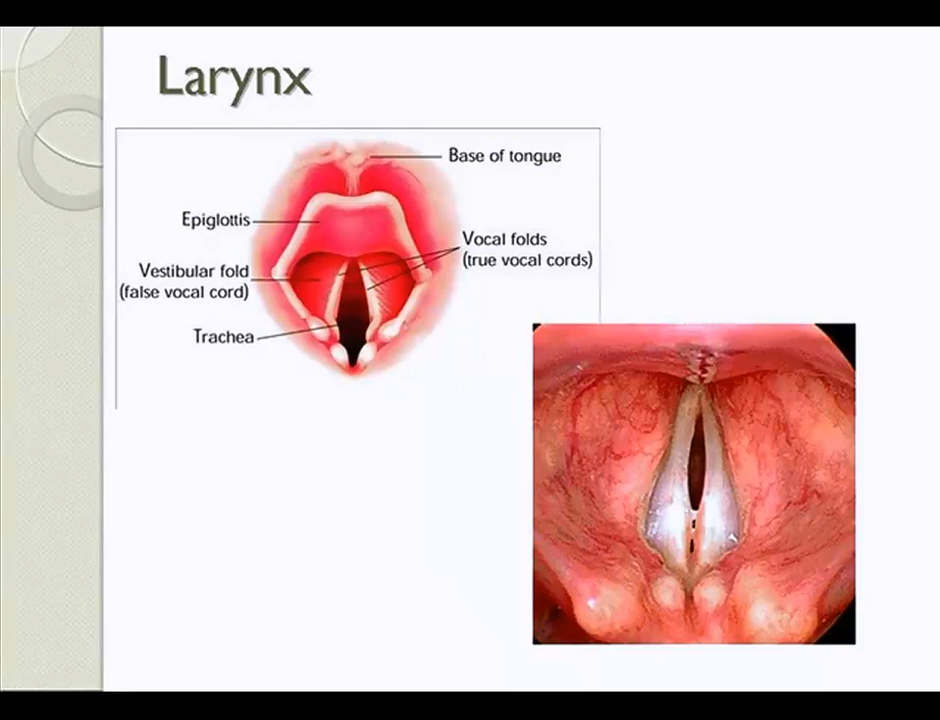 Larynx
Base of tongue
Epiglottis
Vocal folds
(true vocal cords)
Vestibular fold
(false vocal cord)
Trachea